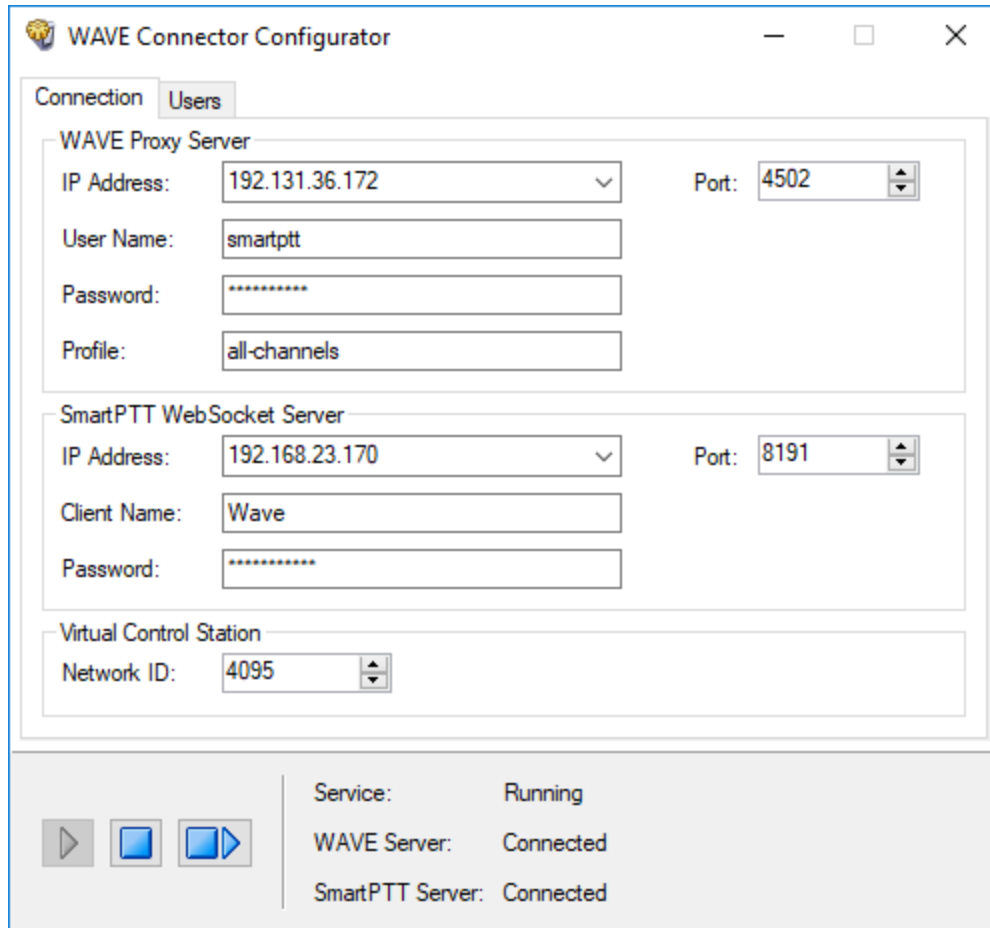 WAVE Connector Configurator
Connection Users
WAVE Proxy Server
IP Address: 192.131.36.172 Port: 4502
User Name: smartptt
Password: **********
Profile: all-channels
SmartPTT WebSocket Server
IP Address: 192.168.23.170 Port: 8191
Client Name: Wave
Password: ***********
Virtual Control Station
Network ID: 4095
Service: Running
WAVE Server: Connected
SmartPTT Server: Connected